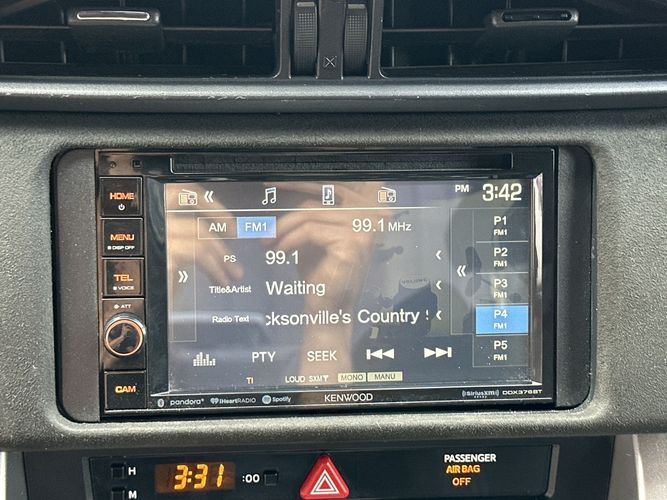 PM 3:42
HOME
AM FM1 99.1 MHz P1
FM1
MENU
DISP OFF
PS 99.1 P2
FM1
TEL
VOICE
Title&Artist Waiting P3
FM1
ATT
Radio Text cksonville's Country P4
FM1
PTY SEEK P5
FM1
TI LOUD SXM MONO MANU
CAM
pandora iHeartRADIO Spotify KENWOOD ((SiriusXM)) DDX376BT
H
M
3:31 :00
PASSENGER
AIR BAG
OFF